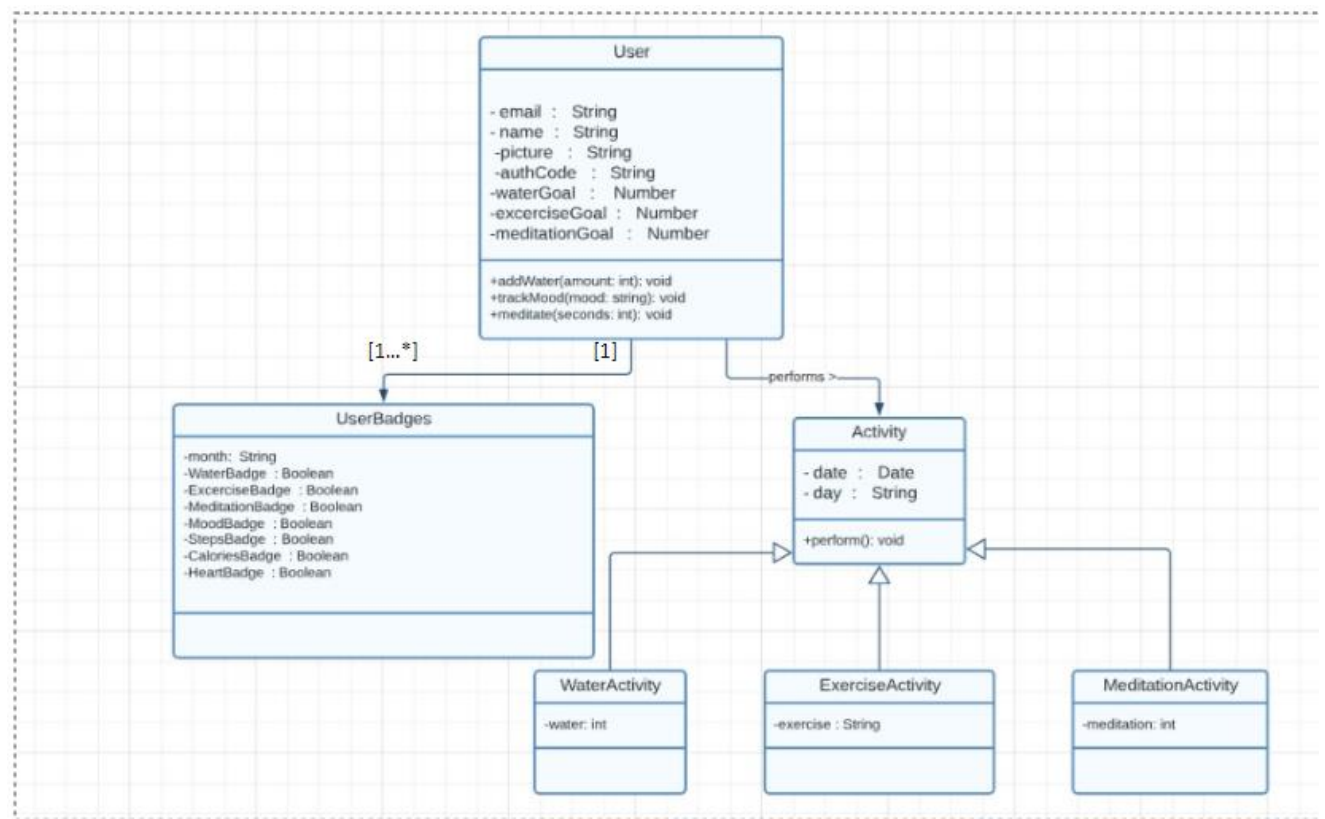 User
- email : String
- name : String
-picture : String
-authCode : String
-waterGoal : Number
-excerciseGoal : Number
-meditationGoal : Number
+addWater(amount: int): void
+trackMood(mood: string): void
+meditate(seconds: int): void
[1...*]
[1]
performs >
UserBadges
-month: String
-WaterBadge : Boolean
-ExcerciseBadge : Boolean
-MeditationBadge : Boolean
-MoodBadge : Boolean
-StepsBadge : Boolean
-CaloriesBadge : Boolean
-HeartBadge : Boolean
Activity
- date : Date
- day : String
+perform(): void
WaterActivity
-water: int
ExerciseActivity
-exercise : String
MeditationActivity
-meditation: int